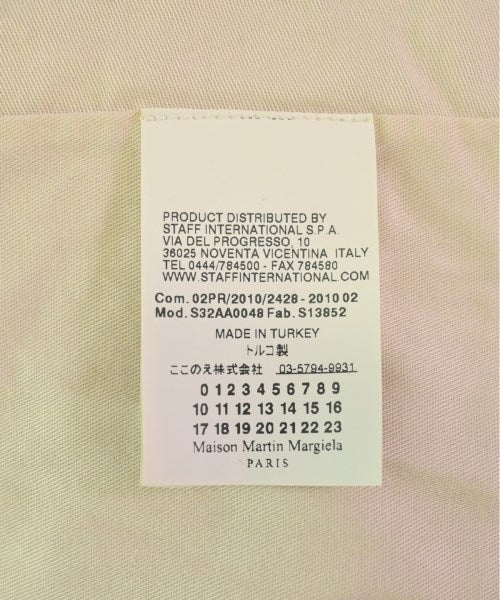 PRODUCT DISTRIBUTED BY
STAFF INTERNATIONAL S.P.A.
VIA DEL PROGRESSO, 10
36025 NOVENTA VICENTINA ITALY
TEL 0444/784500 - FAX 784580
WWW.STAFFINTERNATIONAL.COM
Com. 02PR/2010/2428 - 2010 02
Mod. S32AA0048 Fab. S13852
MADE IN TURKEY
トルコ製
ここのえ株式会社 03-5794-9931
0 1 2 3 4 5 6 7 8 9
10 11 12 13 14 15 16
17 18 19 20 21 22 23
Maison Martin Margiela
PARIS